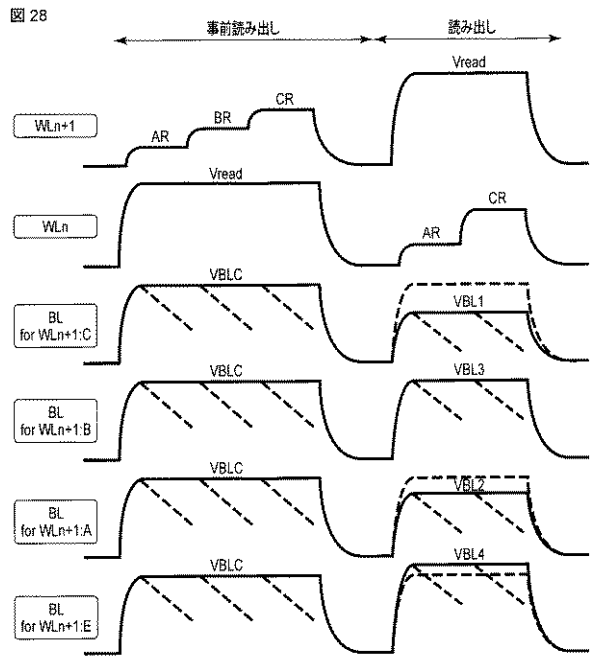 図 28
事前読み出し 読み出し
Vread
CR
BR
AR
WLn+1
Vread
CR
AR
WLn
VBLC
VBL1
BL
for WLn+1:C
VBLC
VBL3
BL
for WLn+1:B
VBLC
VBL2
BL
for WLn+1:A
VBLC
VBL4
BL
for WLn+1:E